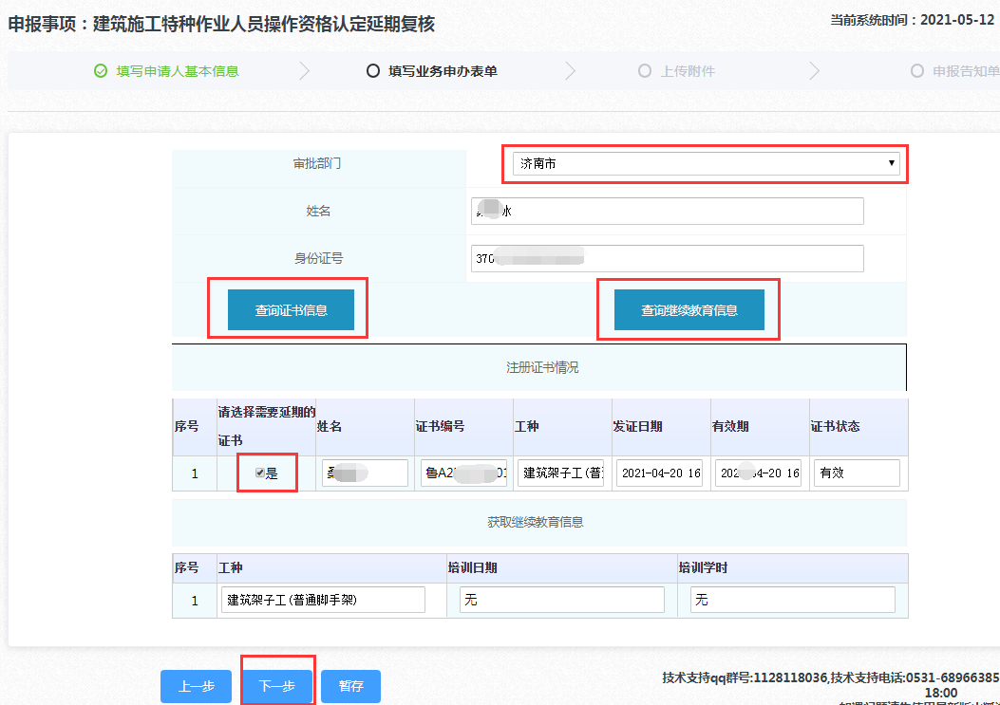 申报事项：建筑施工特种作业人员操作资格认定延期复核
当前系统时间：2021-05-12
填写申请人基本信息
填写业务申办表单
上传附件
申报告知单
审批部门
济南市
姓名
水
身份证号
370
查询证书信息
查询继续教育信息
注册证书情况
序号 请选择需要延期的证书 姓名 证书编号 工种 发证日期 有效期 证书状态
1 是 鲁A2 01 建筑架子工(普 2021-04-20 16 202 04-20 16 有效
获取继续教育信息
序号 工种 培训日期 培训学时
1 建筑架子工(普通脚手架) 无 无
上一步 下一步 暂存
技术支持qq群号:1128118036,技术支持电话:0531-68966385
18:00